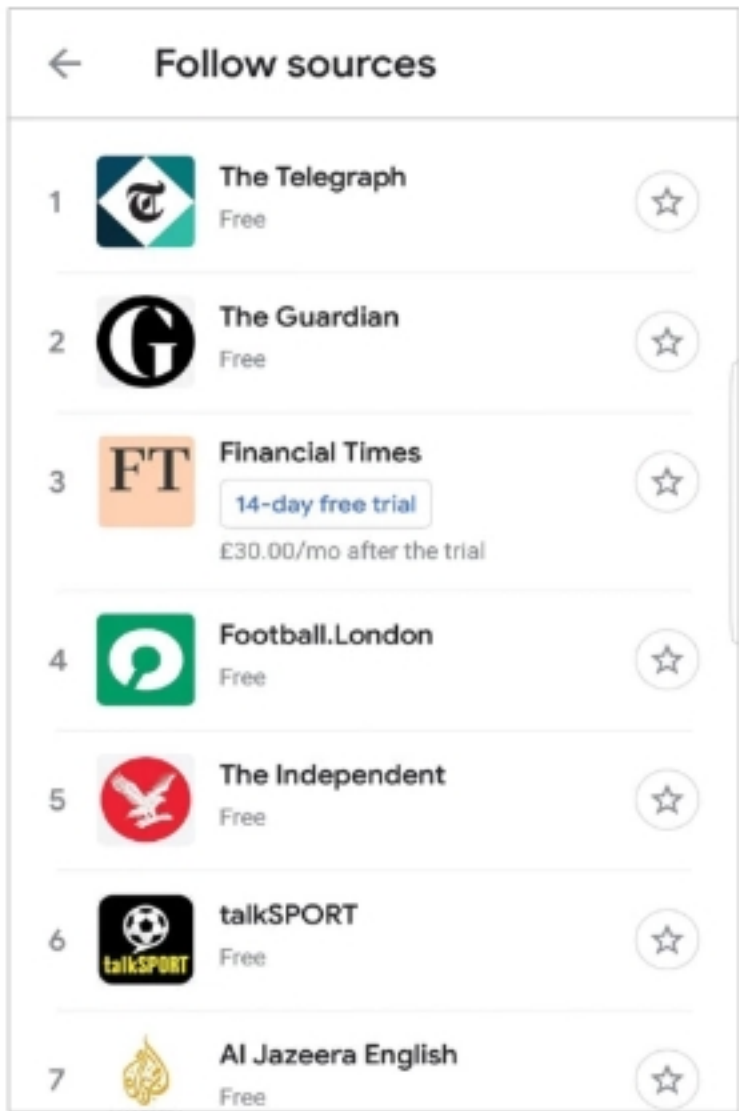 Follow sources
1
The Telegraph
Free
2
G
The Guardian
Free
3
FT
Financial Times
14-day free trial
£30.00/mo after the trial
4
Football.London
Free
5
The Independent
Free
6
talkSPORT
talkSPORT
Free
7
Al Jazeera English
Free